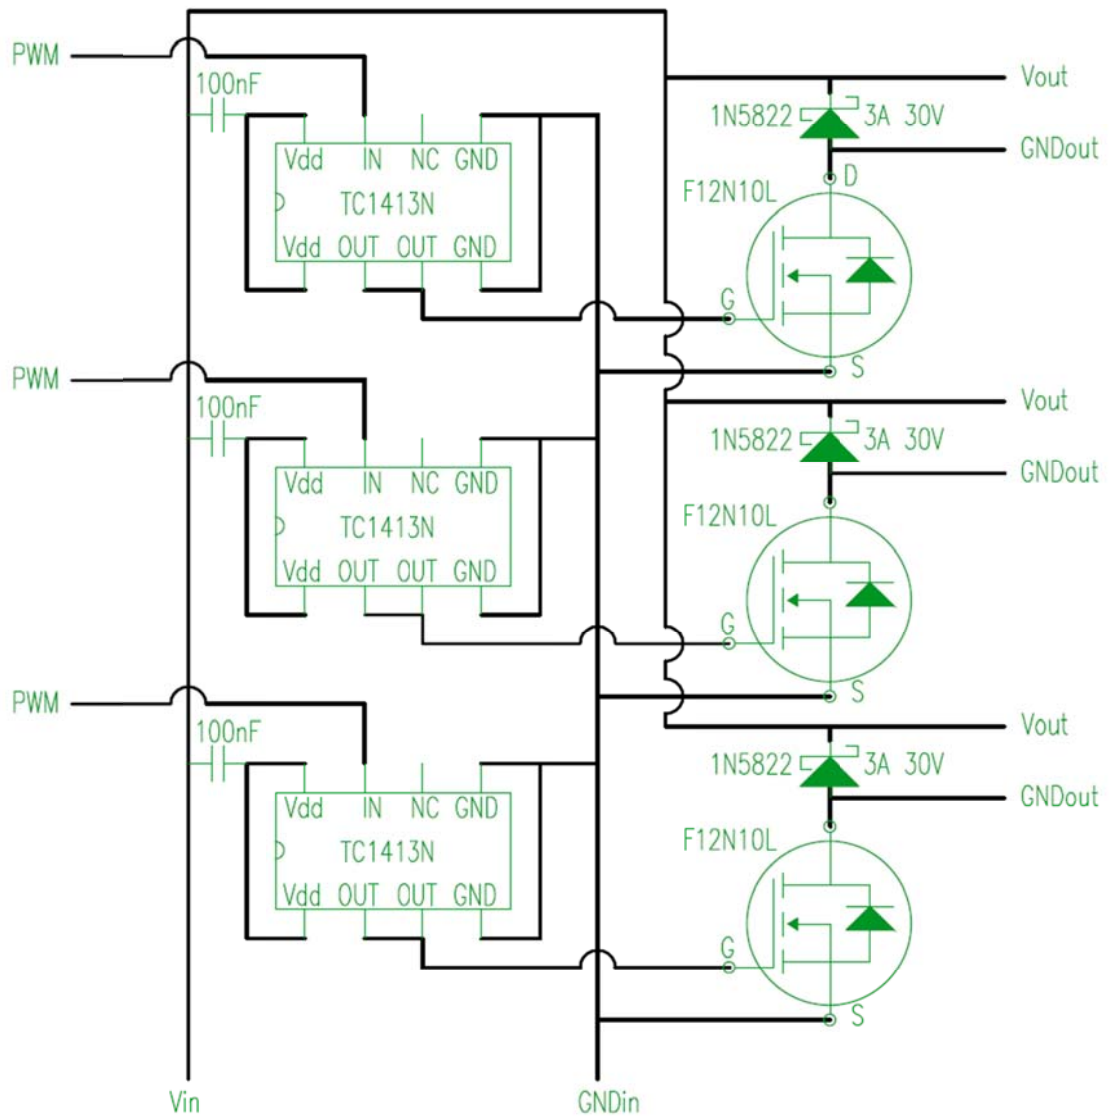 PWM
100nF
Vdd IN NC GND
TC1413N
Vdd OUT OUT GND
Vout
1N5822 3A 30V
GNDout
D
F12N10L
G
S
PWM
100nF
Vdd IN NC GND
TC1413N
Vdd OUT OUT GND
Vout
1N5822 3A 30V
GNDout
F12N10L
G
S
PWM
100nF
Vdd IN NC GND
TC1413N
Vdd OUT OUT GND
Vout
1N5822 3A 30V
GNDout
F12N10L
G
S
Vin GNDin